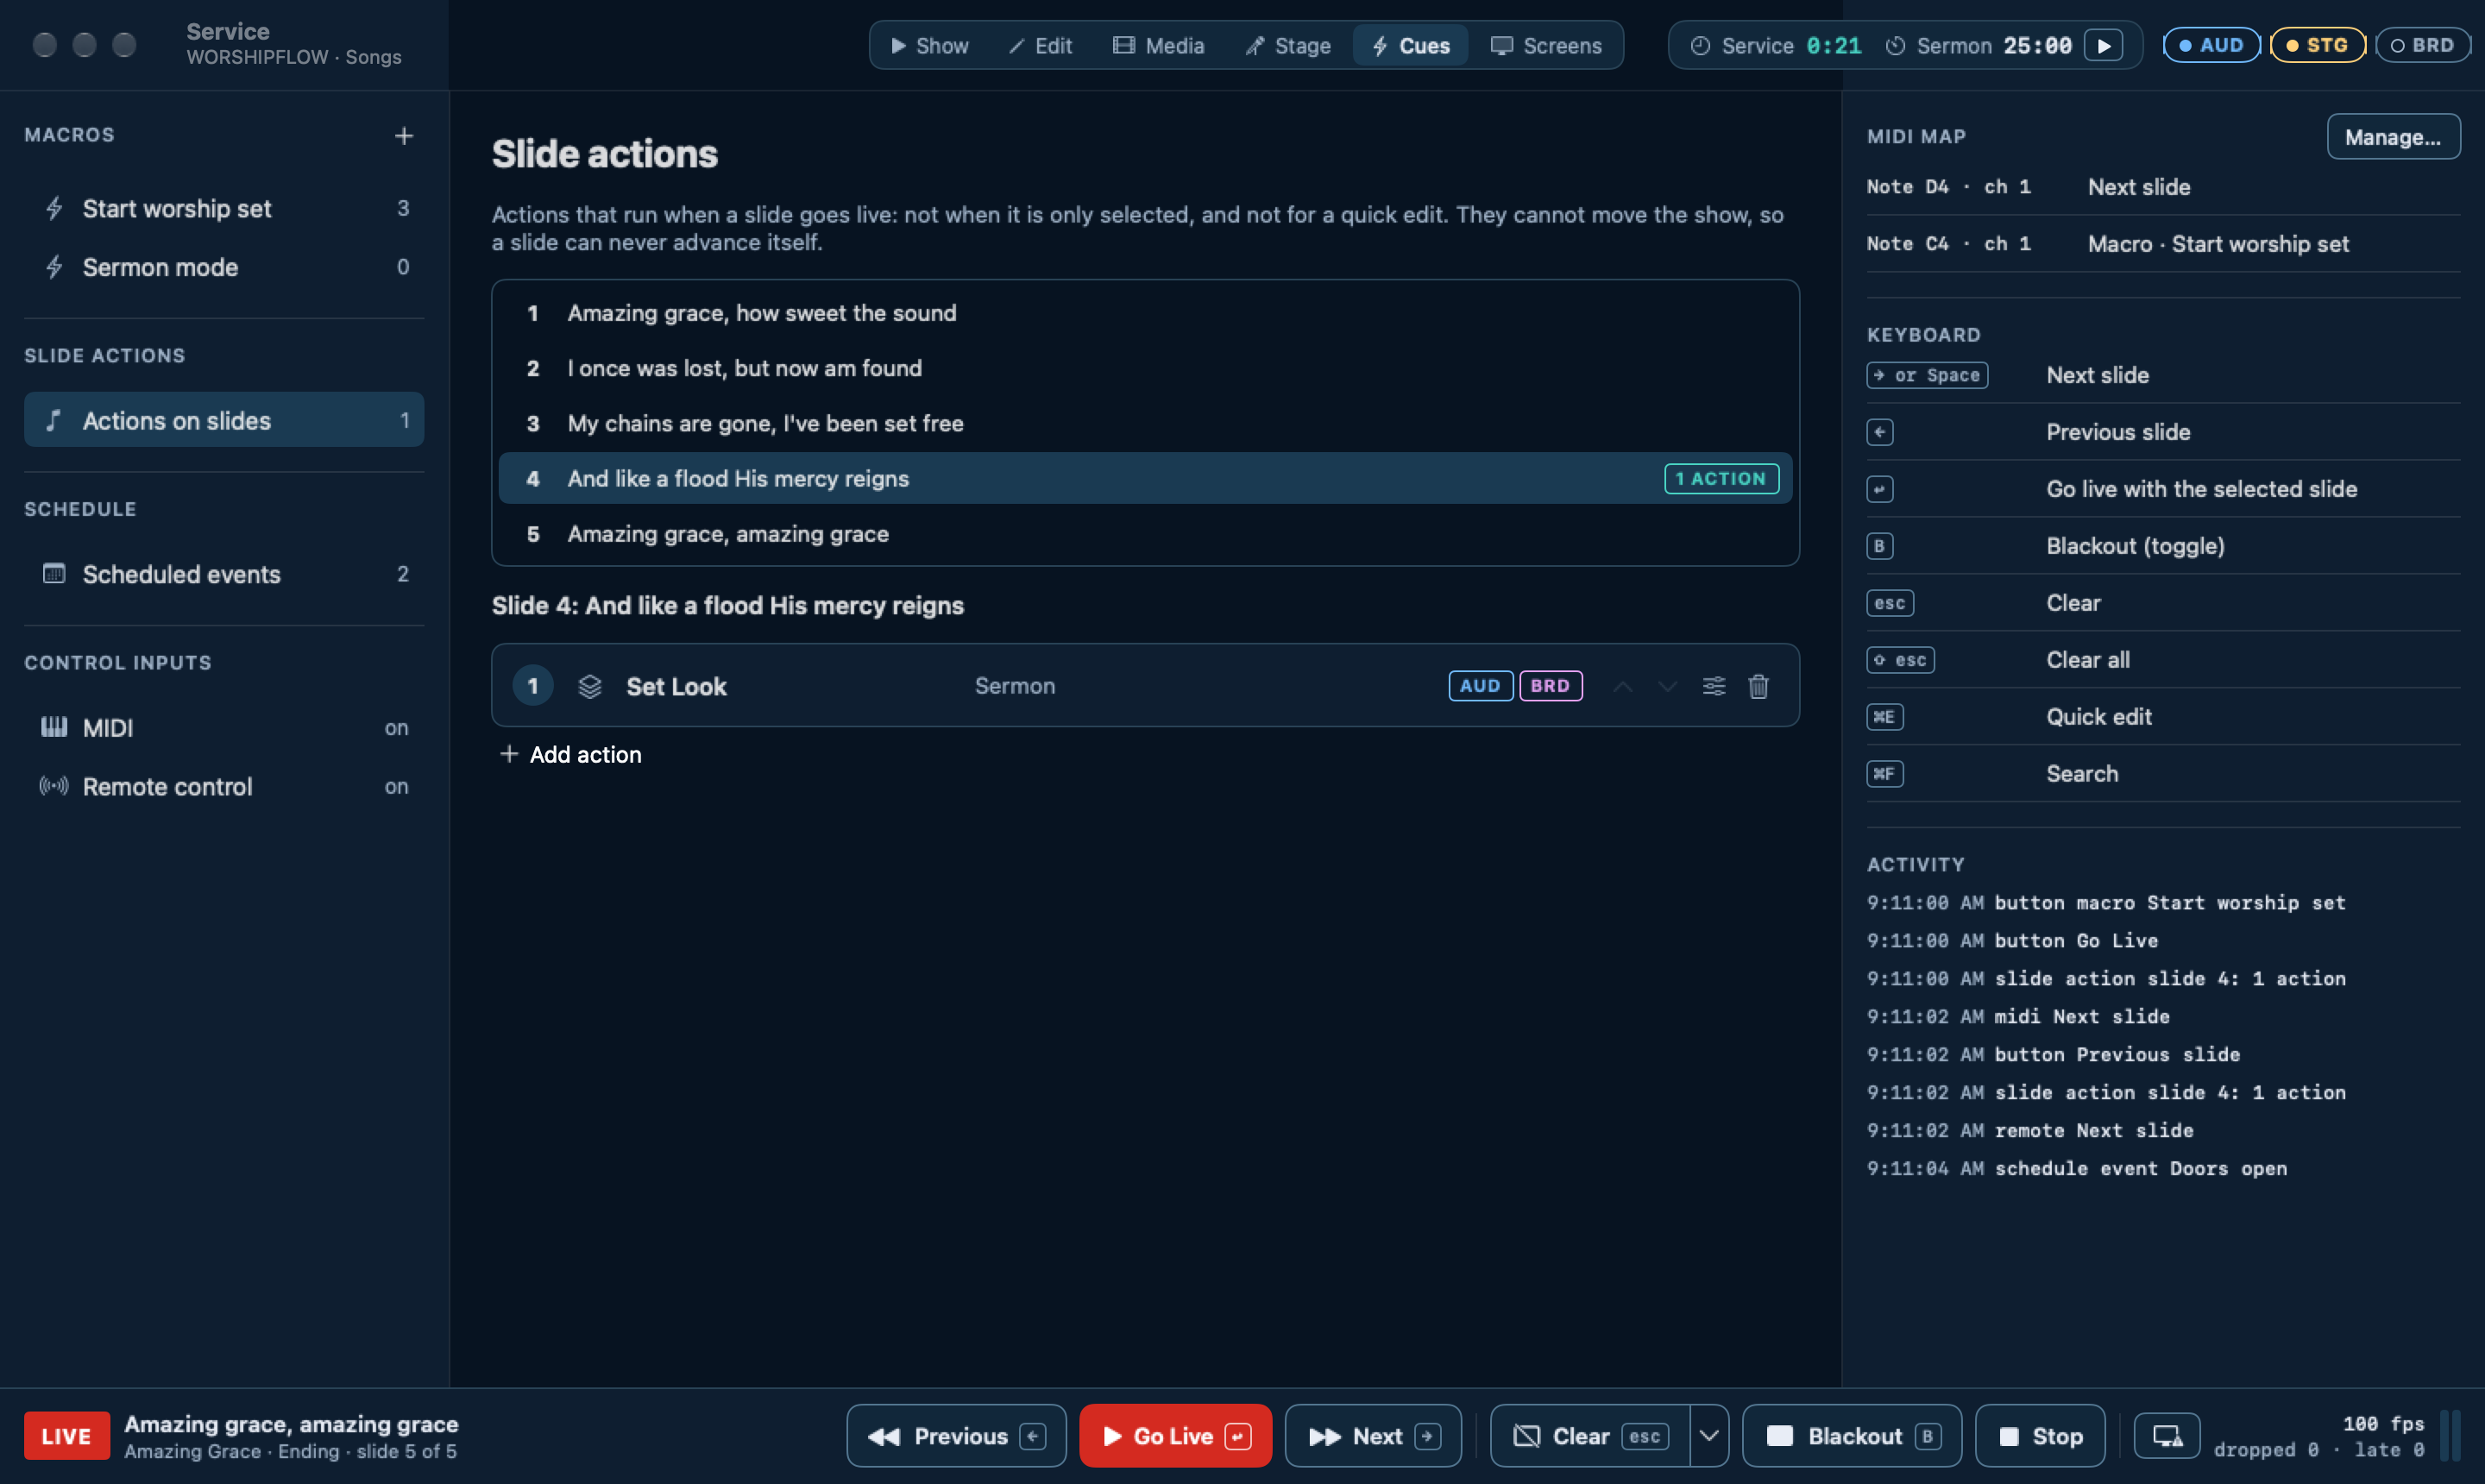 Service
WORSHIPFLOW · Songs
Show
Edit
Media
Stage
Cues
Screens
Service 0:21
Sermon 25:00
AUD
STG
BRD
MACROS
Start worship set 3
Sermon mode 0
SLIDE ACTIONS
Actions on slides 1
SCHEDULE
Scheduled events 2
CONTROL INPUTS
MIDI on
Remote control on
Slide actions
Actions that run when a slide goes live: not when it is only selected, and not for a quick edit. They cannot move the show, so
a slide can never advance itself.
1 Amazing grace, how sweet the sound
2 I once was lost, but now am found
3 My chains are gone, I've been set free
4 And like a flood His mercy reigns 1 ACTION
5 Amazing grace, amazing grace
Slide 4: And like a flood His mercy reigns
1 Set Look Sermon AUD BRD
+ Add action
MIDI MAP Manage...
Note D4 · ch 1 Next slide
Note C4 · ch 1 Macro · Start worship set
KEYBOARD
→ or Space Next slide
← Previous slide
↩ Go live with the selected slide
B Blackout (toggle)
esc Clear
⇧ esc Clear all
⌘E Quick edit
⌘F Search
ACTIVITY
9:11:00 AM button macro Start worship set
9:11:00 AM button Go Live
9:11:00 AM slide action slide 4: 1 action
9:11:02 AM midi Next slide
9:11:02 AM button Previous slide
9:11:02 AM slide action slide 4: 1 action
9:11:02 AM remote Next slide
9:11:04 AM schedule event Doors open
LIVE
Amazing grace, amazing grace
Amazing Grace · Ending · slide 5 of 5
Previous ←
Go Live ↩
Next →
Clear esc
Blackout B
Stop
100 fps
dropped 0 · late 0